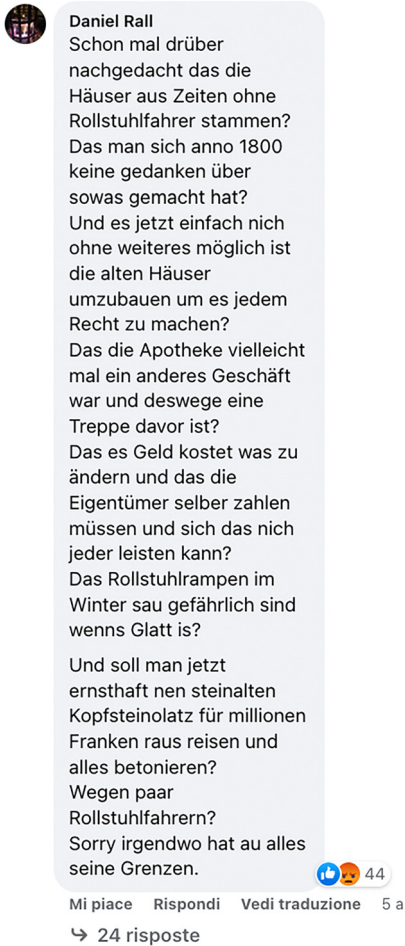 Daniel Rall
Schon mal drüber
nachgedacht das die
Häuser aus Zeiten ohne
Rollstuhlfahrer stammen?
Das man sich anno 1800
keine gedanken über
sowas gemacht hat?
Und es jetzt einfach nich
ohne weiteres möglich ist
die alten Häuser
umzubauen um es jedem
Recht zu machen?
Das die Apotheke vielleicht
mal ein anderes Geschäft
war und deswege eine
Treppe davor ist?
Das es Geld kostet was zu
ändern und das die
Eigentümer selber zahlen
müssen und sich das nich
jeder leisten kann?
Das Rollstuhlrampen im
Winter sau gefährlich sind
wenns Glatt is?
Und soll man jetzt
ernsthaft nen steinalten
Kopfsteinolatz für millionen
Franken raus reisen und
alles betonieren?
Wegen paar
Rollstuhlfahrern?
Sorry irgendwo hat au alles
seine Grenzen.
44
Mi piace Rispondi Vedi traduzione 5 a
24 risposte